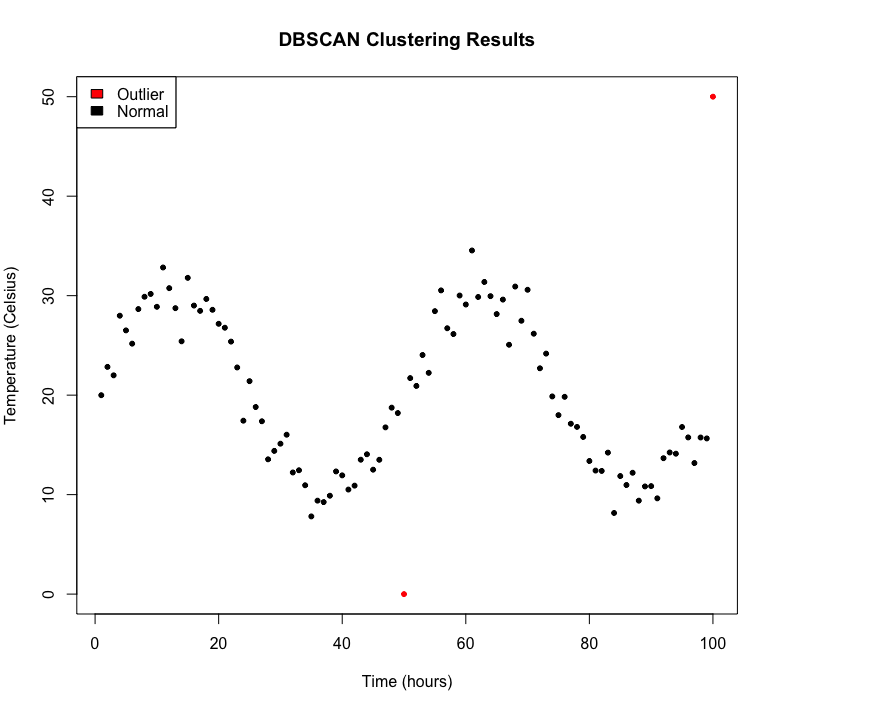 DBSCAN Clustering Results
Outlier
Normal
Temperature (Celsius)
50
40
30
20
10
0
0 20 40 60 80 100
Time (hours)